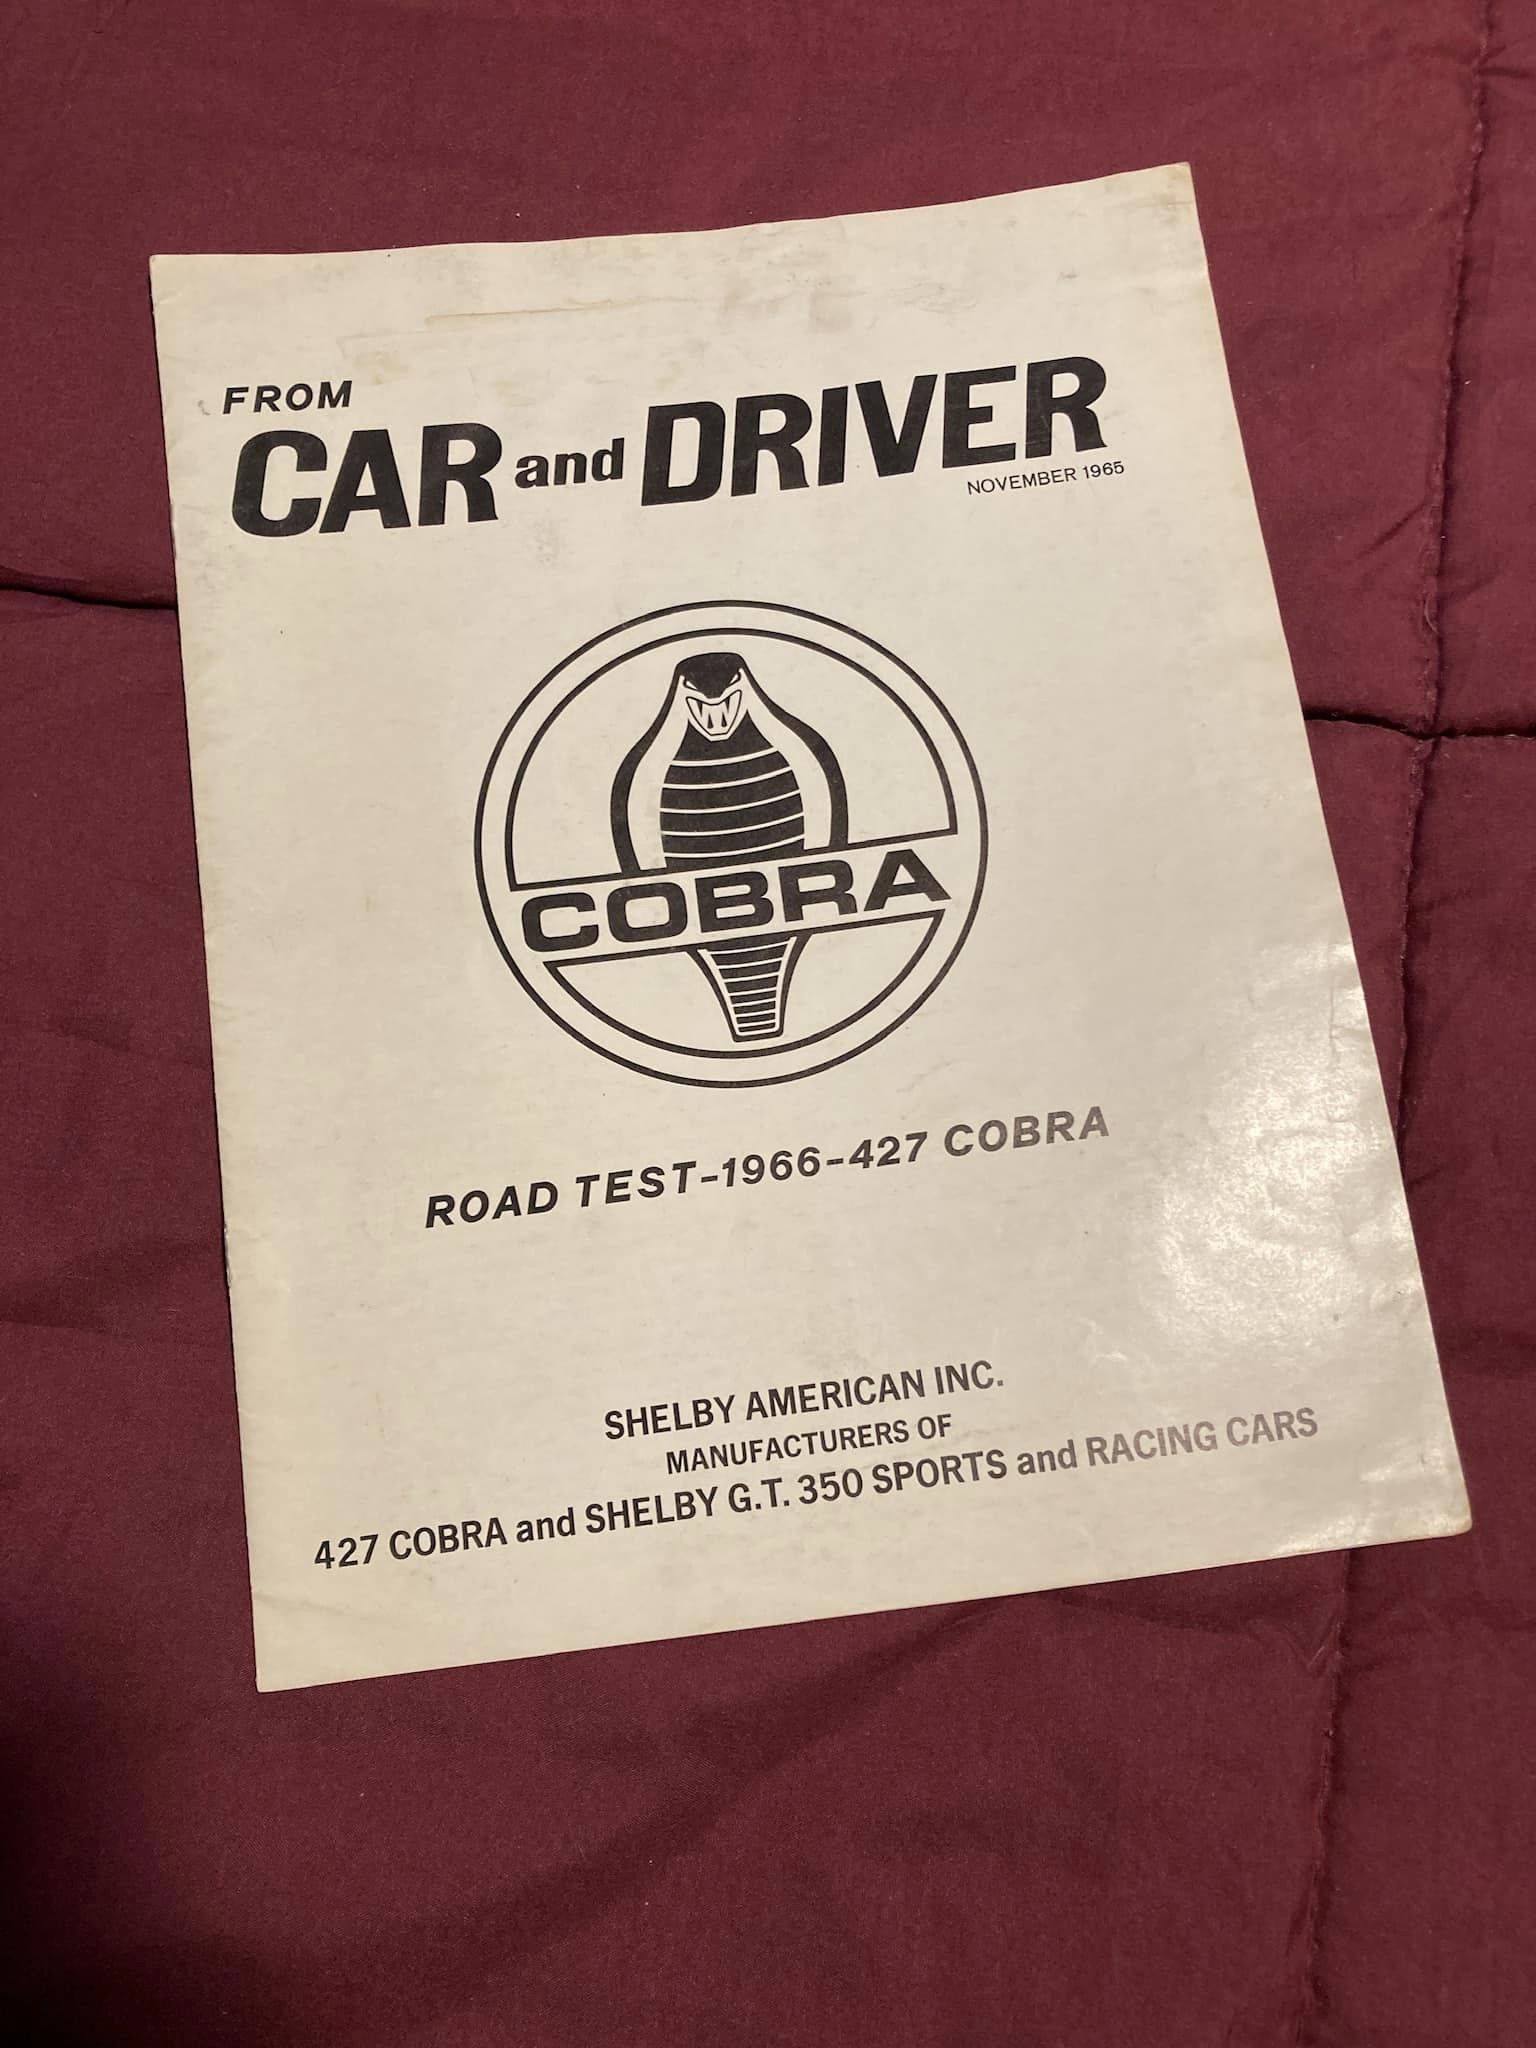 FROM
CAR and DRIVER
NOVEMBER 1965
COBRA
ROAD TEST-1966-427 COBRA
SHELBY AMERICAN INC.
MANUFACTURERS OF
427 COBRA and SHELBY G.T. 350 SPORTS and RACING CARS